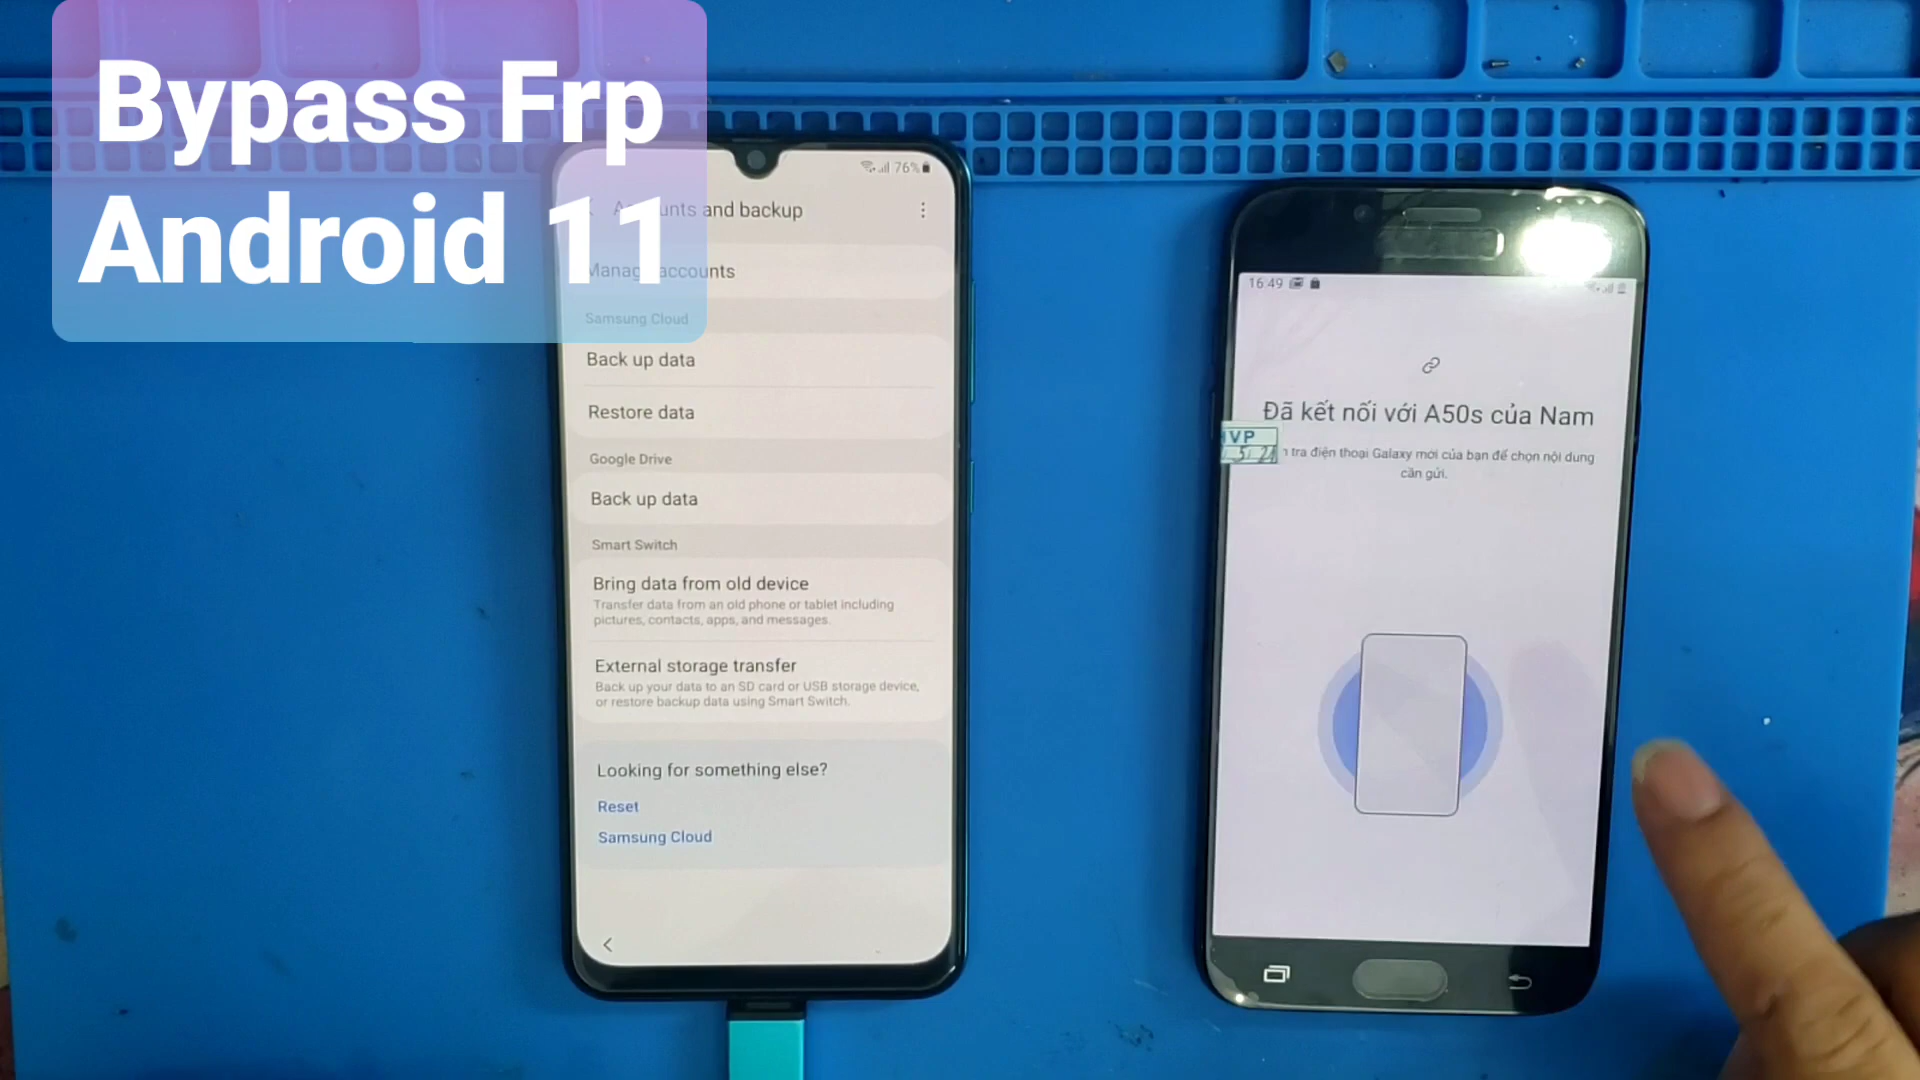 Bypass Frp
Android 11
76%
Accounts and backup
Manage accounts
Samsung Cloud
Back up data
Restore data
Google Drive
Back up data
Smart Switch
Bring data from old device
Transfer data from an old phone or tablet including
pictures, contacts, apps, and messages.
External storage transfer
Back up your data to an SD card or USB storage device,
or restore backup data using Smart Switch.
Looking for something else?
Reset
Samsung Cloud
16:49
Đã kết nối với A50s của Nam
tra điện thoại Galaxy mới của bạn để chọn nội dung
cần gửi.
VP